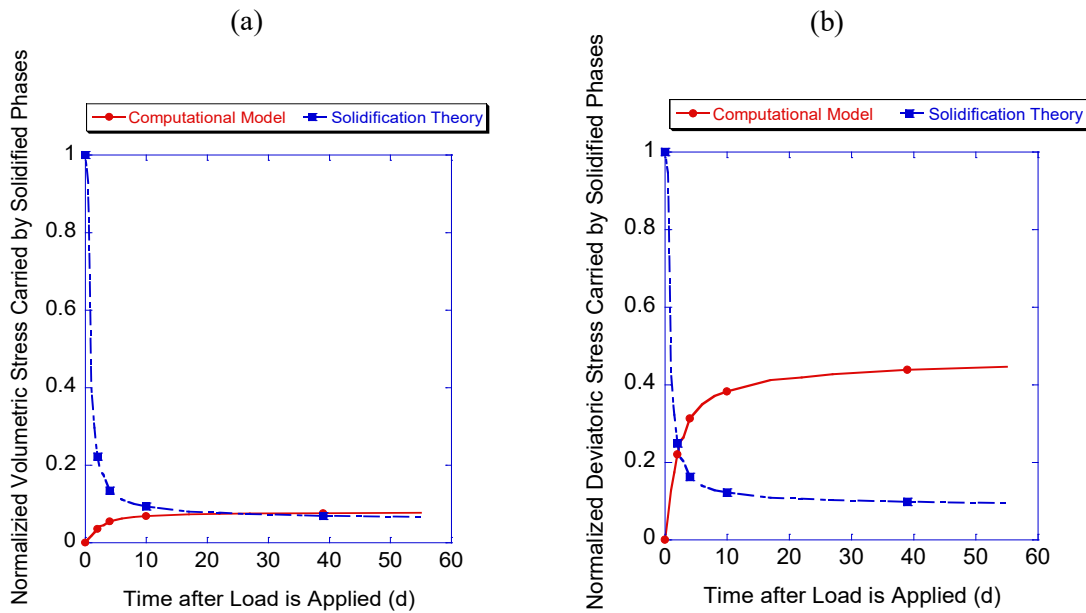 (a)
Normalized Volumetric Stress Carried by Solidified Phases
Computational Model
Solidification Theory
1
0.8
0.6
0.4
0.2
0
0 10 20 30 40 50 60
Time after Load is Applied (d)
(b)
Normalized Deviatoric Stress Carried by Solidified Phases
Computational Model
Solidification Theory
1
0.8
0.6
0.4
0.2
0
0 10 20 30 40 50 60
Time after Load is Applied (d)